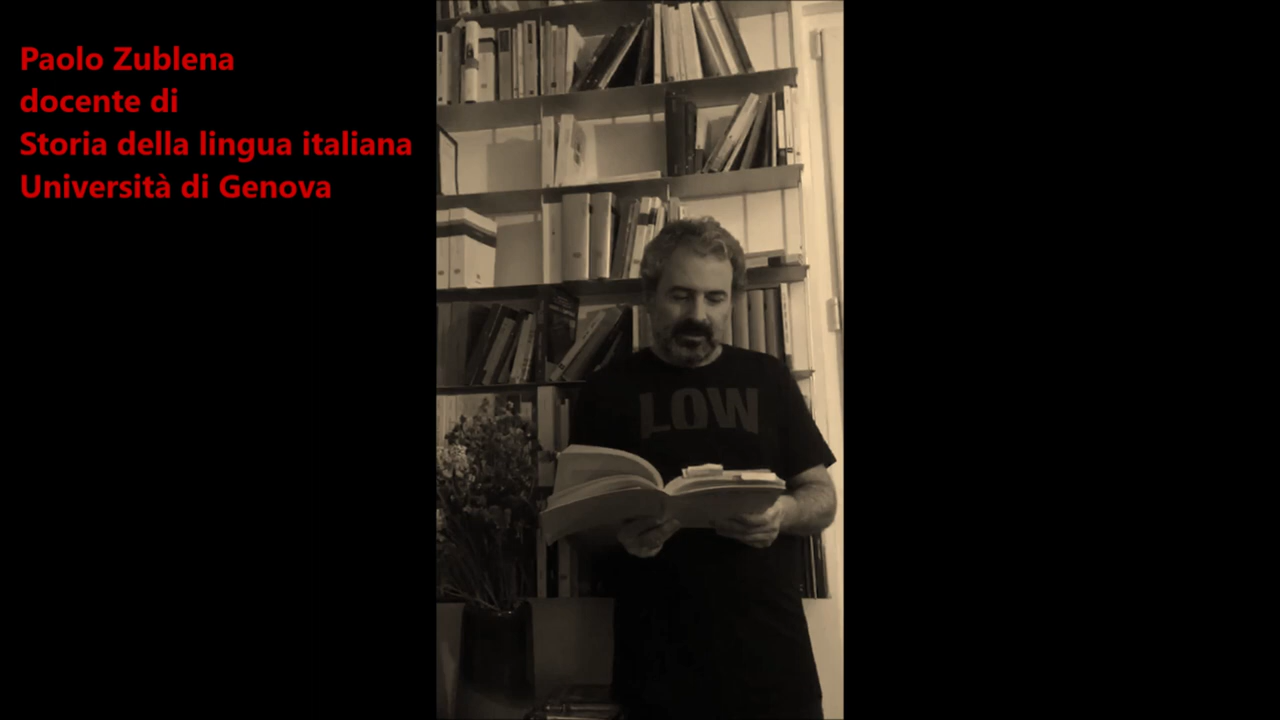 Paolo Zublena
docente di
Storia della lingua italiana
Università di Genova
LOW